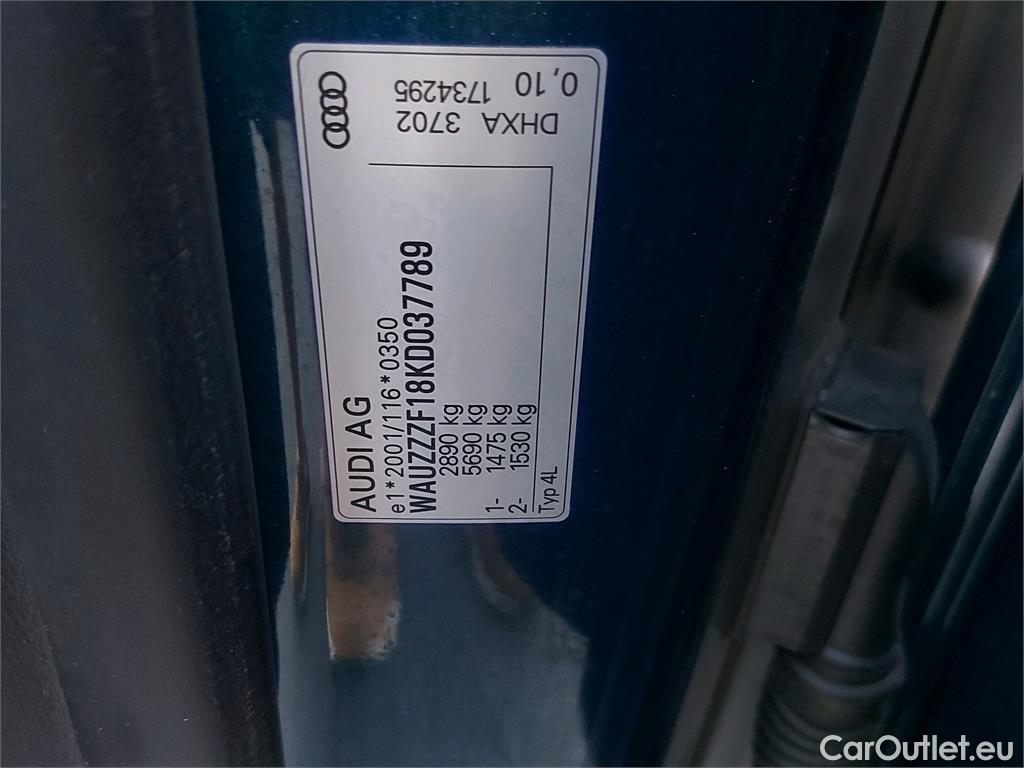 AUDI AG
e1*2001/116*0350
WAUZZZF18KD037789
2890 kg
5690 kg
1- 1475 kg
2- 1530 kg
Typ 4L
DHXA 3702
0,10 1734295
CarOutlet.eu